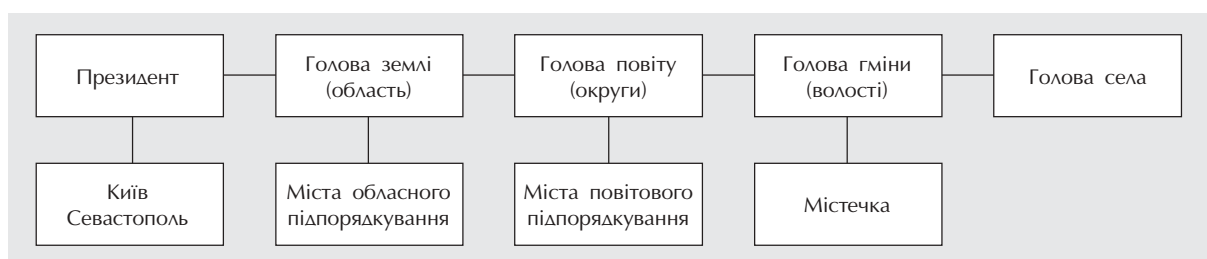 Президент
Голова землі
(область)
Голова повіту
(округи)
Голова гміни
(волості)
Голова села
Київ
Севастополь
Міста обласного
підпорядкування
Міста повітового
підпорядкування
Містечка